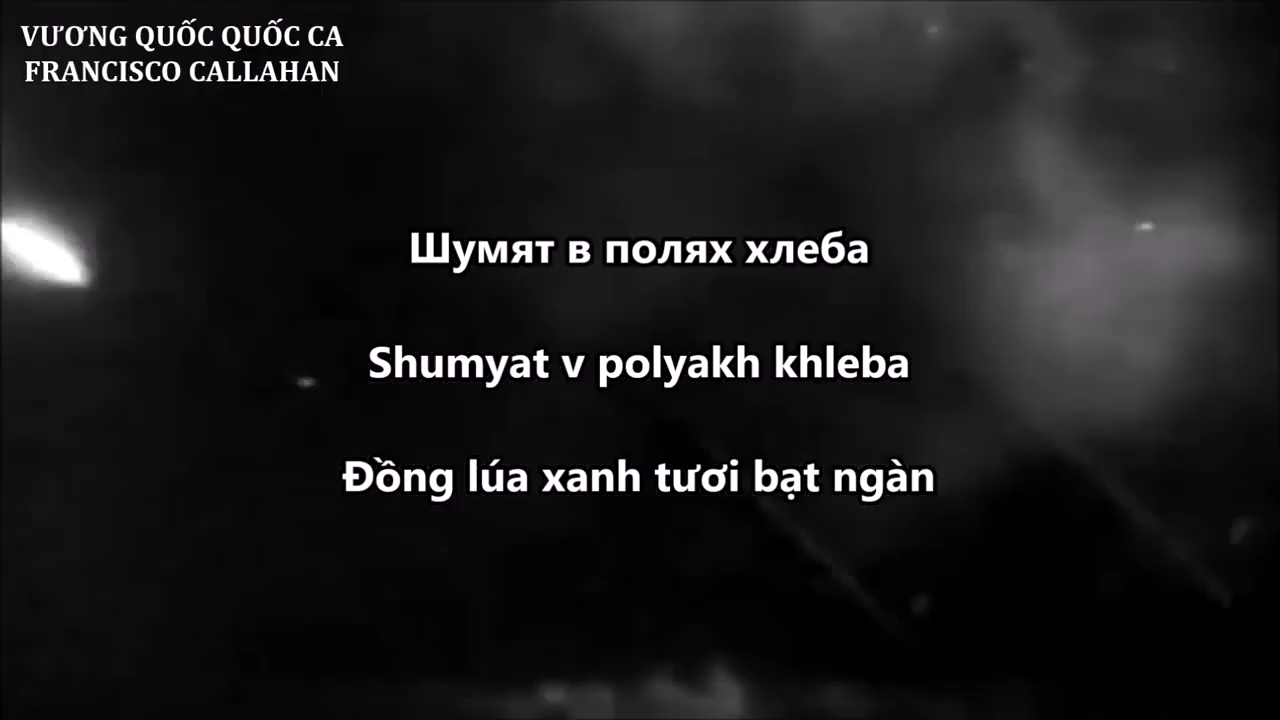 VƯƠNG QUỐC QUỐC CA
FRANCISCO CALLAHAN
Шумят в полях хлеба
Shumyat v polyakh khleba
Đồng lúa xanh tươi bạt ngàn